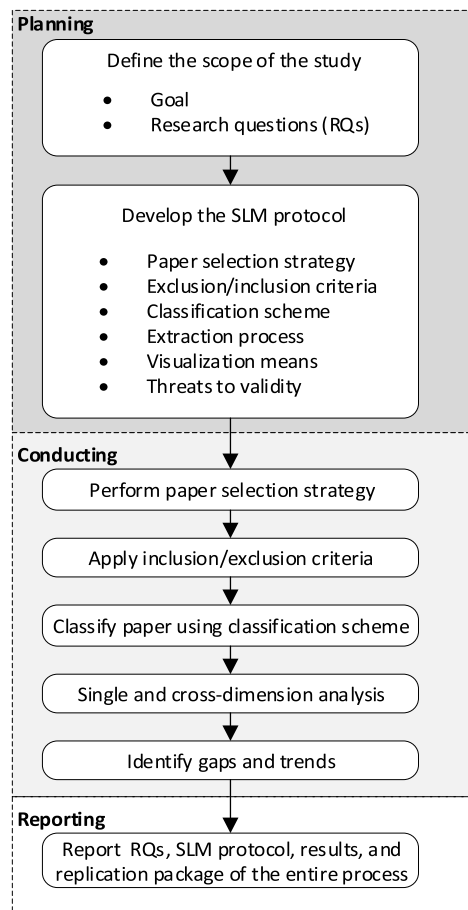 Planning
Define the scope of the study
• Goal
• Research questions (RQs)
Develop the SLM protocol
• Paper selection strategy
• Exclusion/inclusion criteria
• Classification scheme
• Extraction process
• Visualization means
• Threats to validity
Conducting
Perform paper selection strategy
Apply inclusion/exclusion criteria
Classify paper using classification scheme
Single and cross-dimension analysis
Identify gaps and trends
Reporting
Report RQs, SLM protocol, results, and
replication package of the entire process